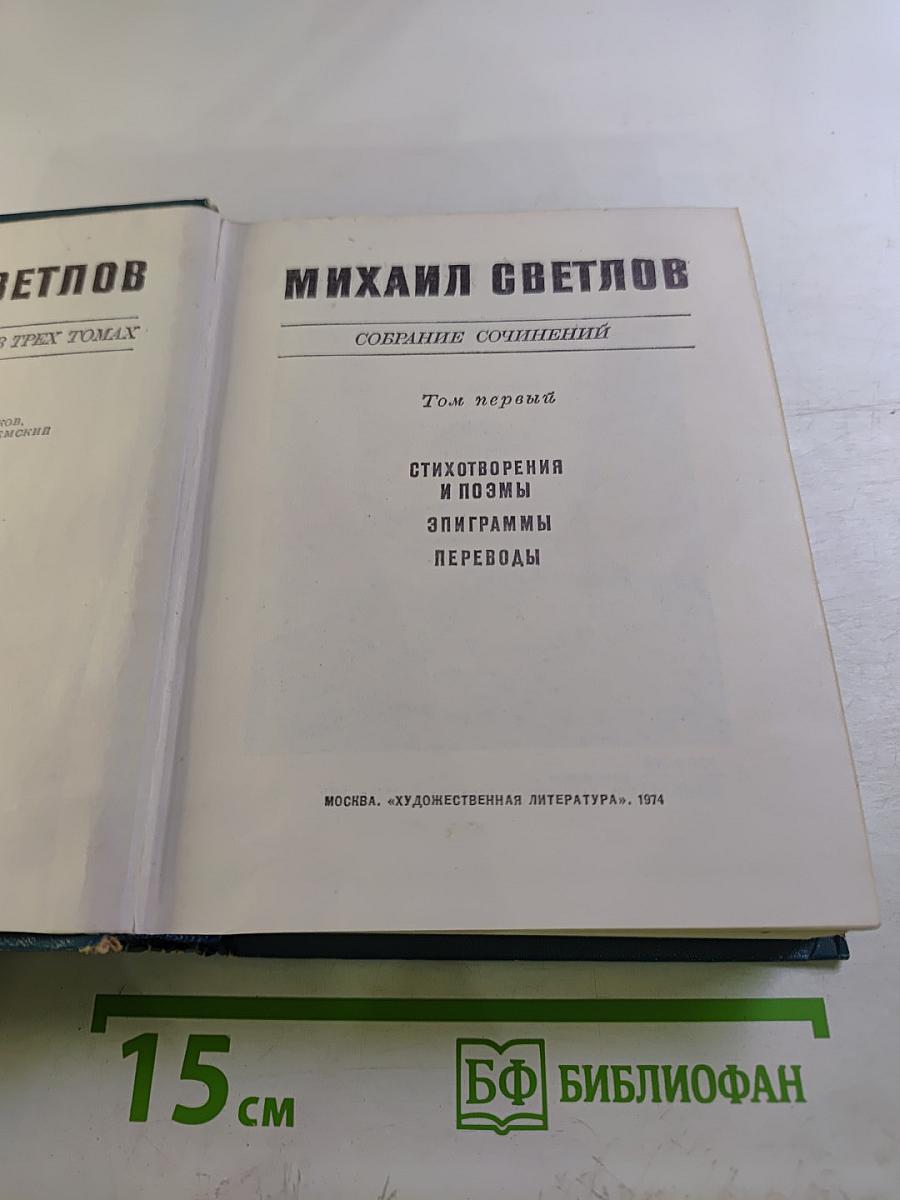 В ТРЕХ ТОМАХ
МИХАИЛ СВЕТЛОВ
СОБРАНИЕ СОЧИНЕНИЙ
Том первый
СТИХОТВОРЕНИЯ
И ПОЭМЫ
ЭПИГРАММЫ
ПЕРЕВОДЫ
МОСКВА. «ХУДОЖЕСТВЕННАЯ ЛИТЕРАТУРА». 1974
15 см
БФ БИБЛИОФАН